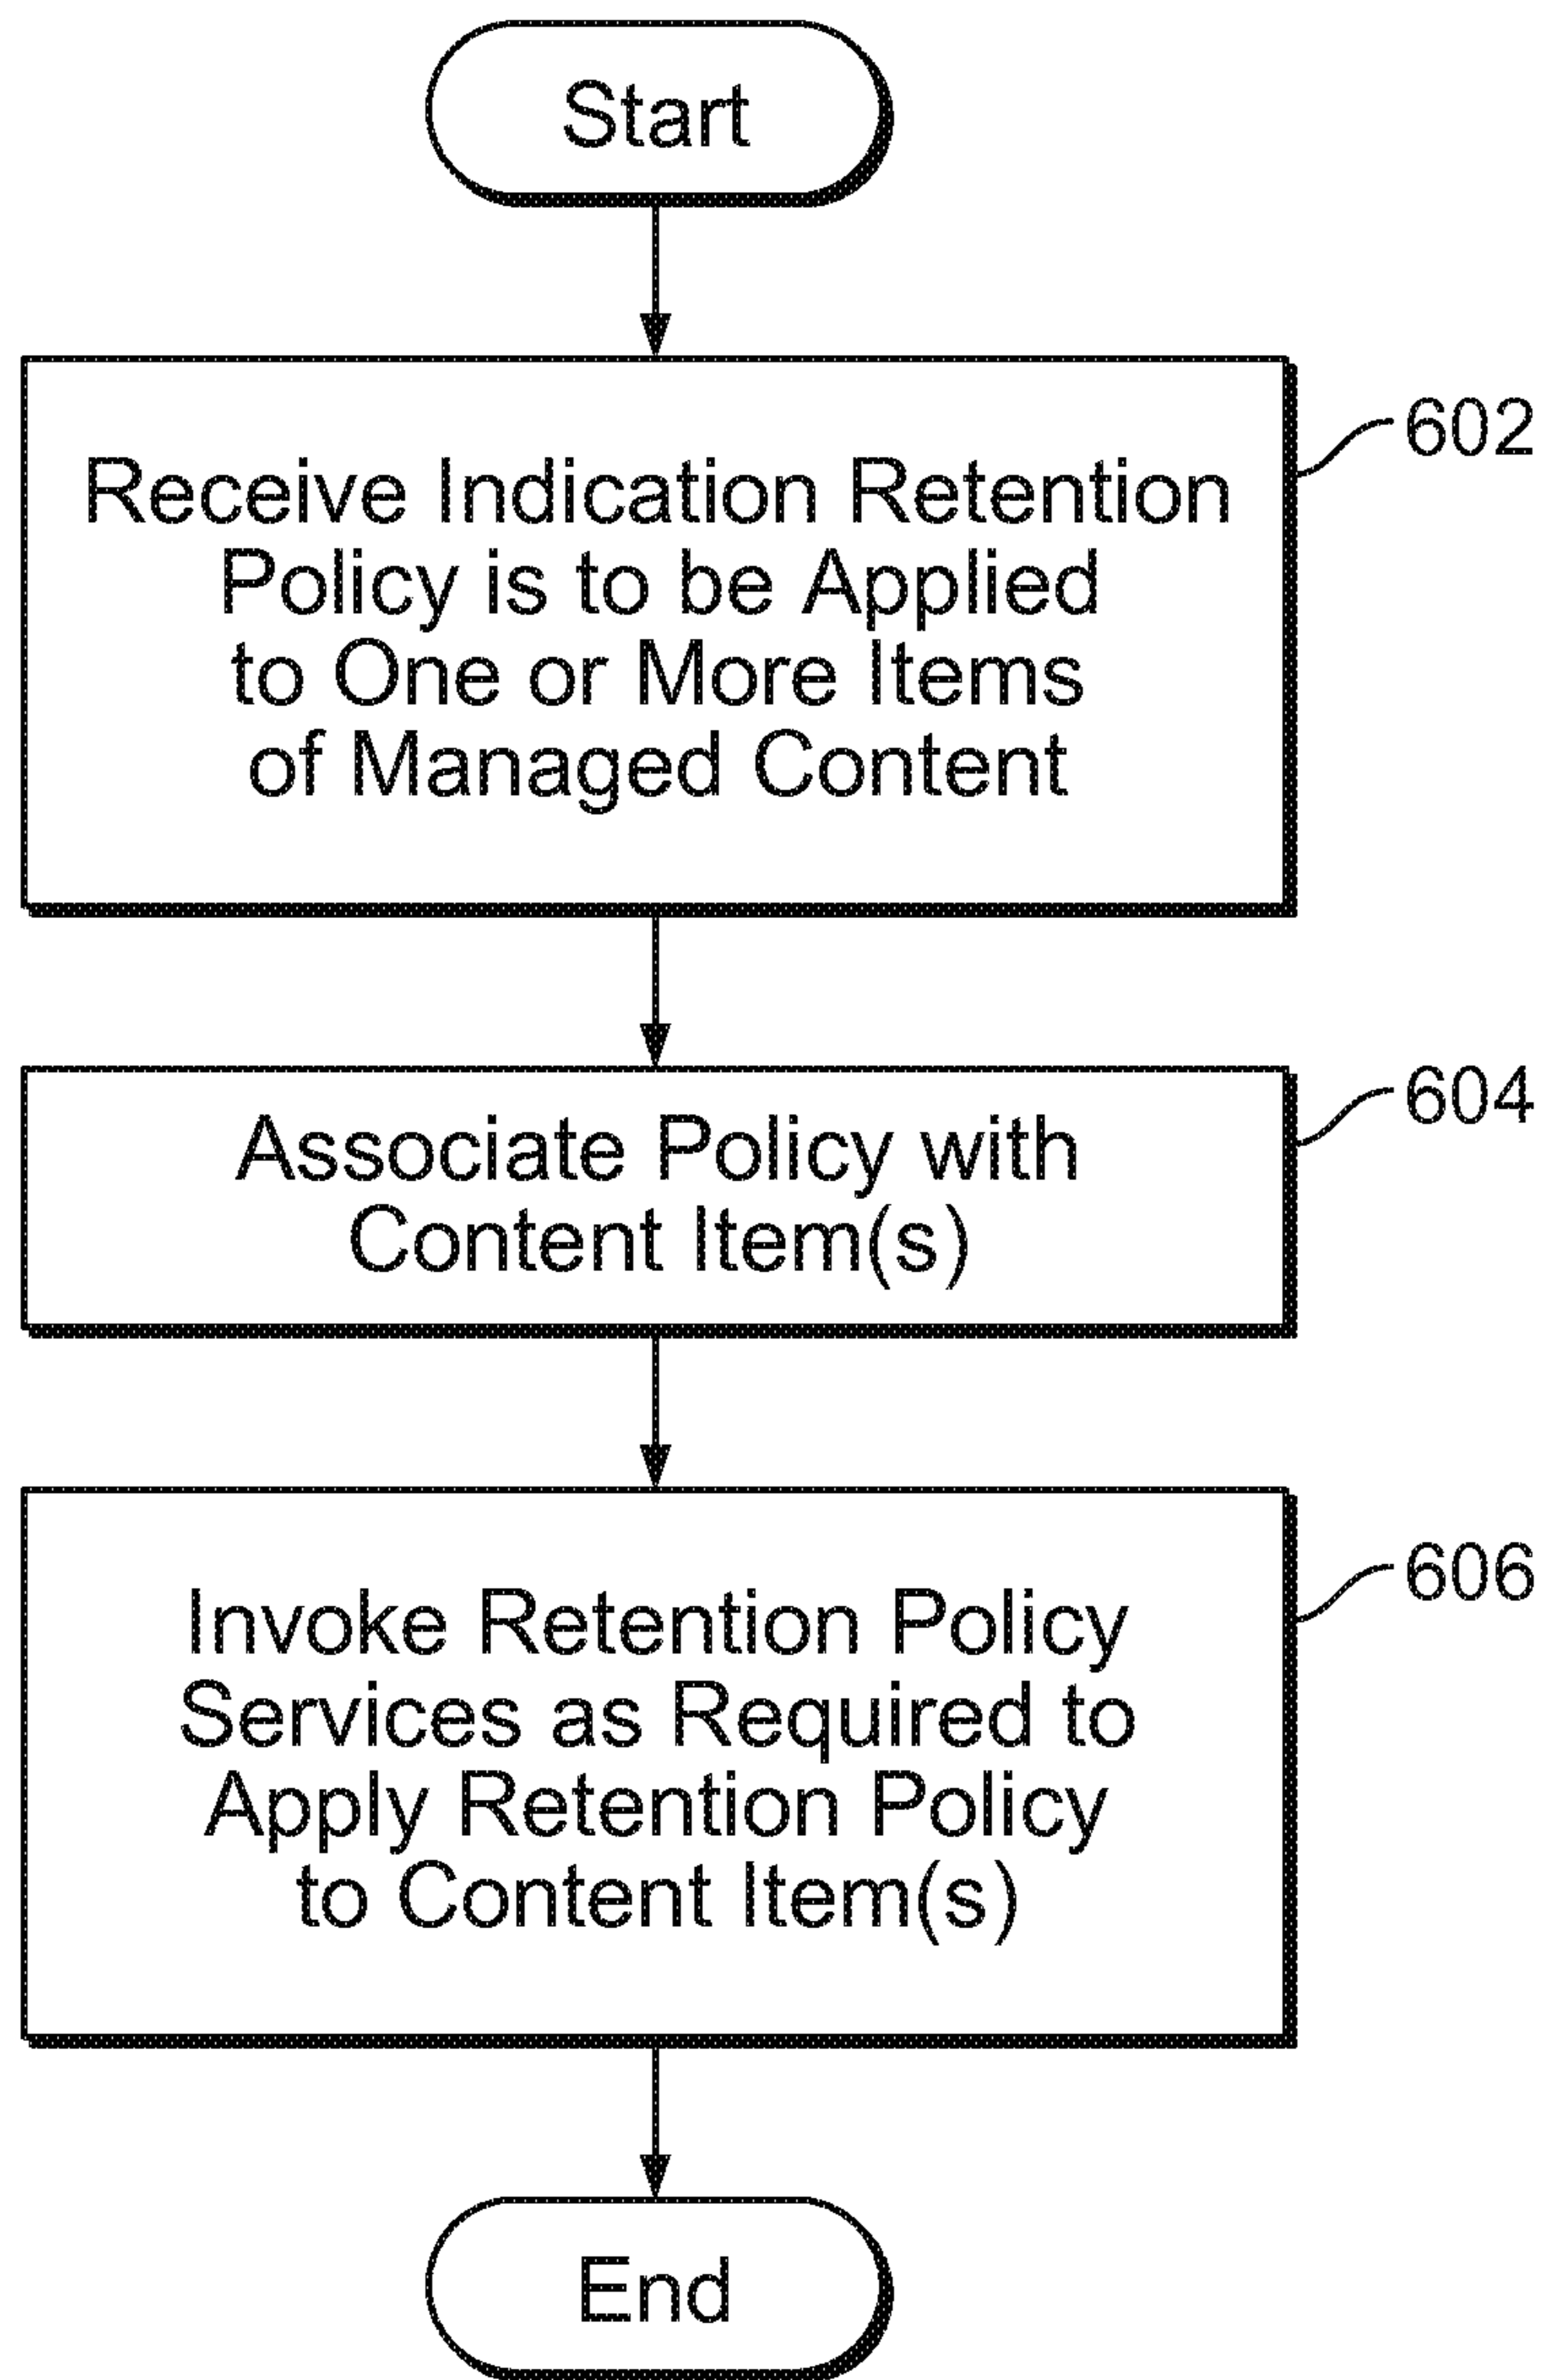 Start
Receive Indication Retention
Policy is to be Applied
to One or More Items
of Managed Content
602
Associate Policy with
Content Item(s)
604
Invoke Retention Policy
Services as Required to
Apply Retention Policy
to Content Item(s)
606
End